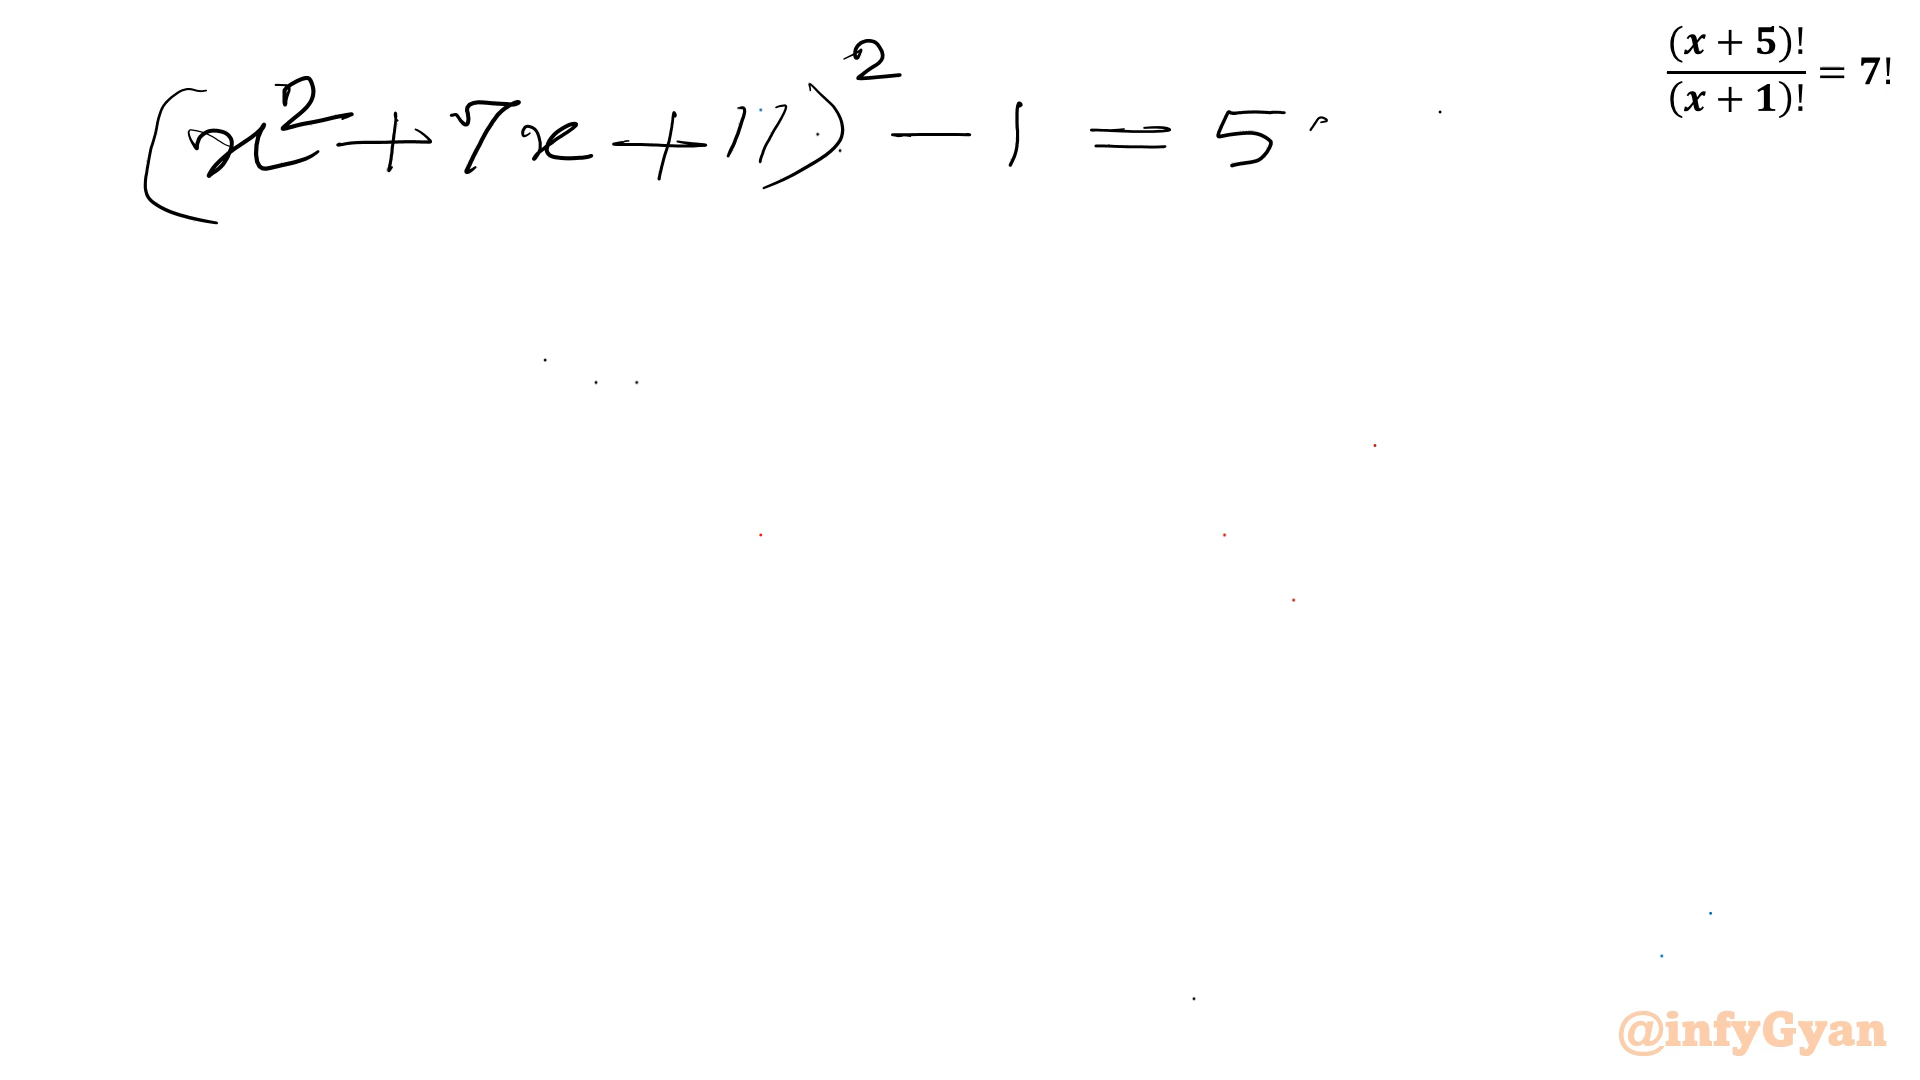 (x² + 7x + 11)² - 1 = 5
(x + 5)!
(x + 1)! = 7!
@infyGyan